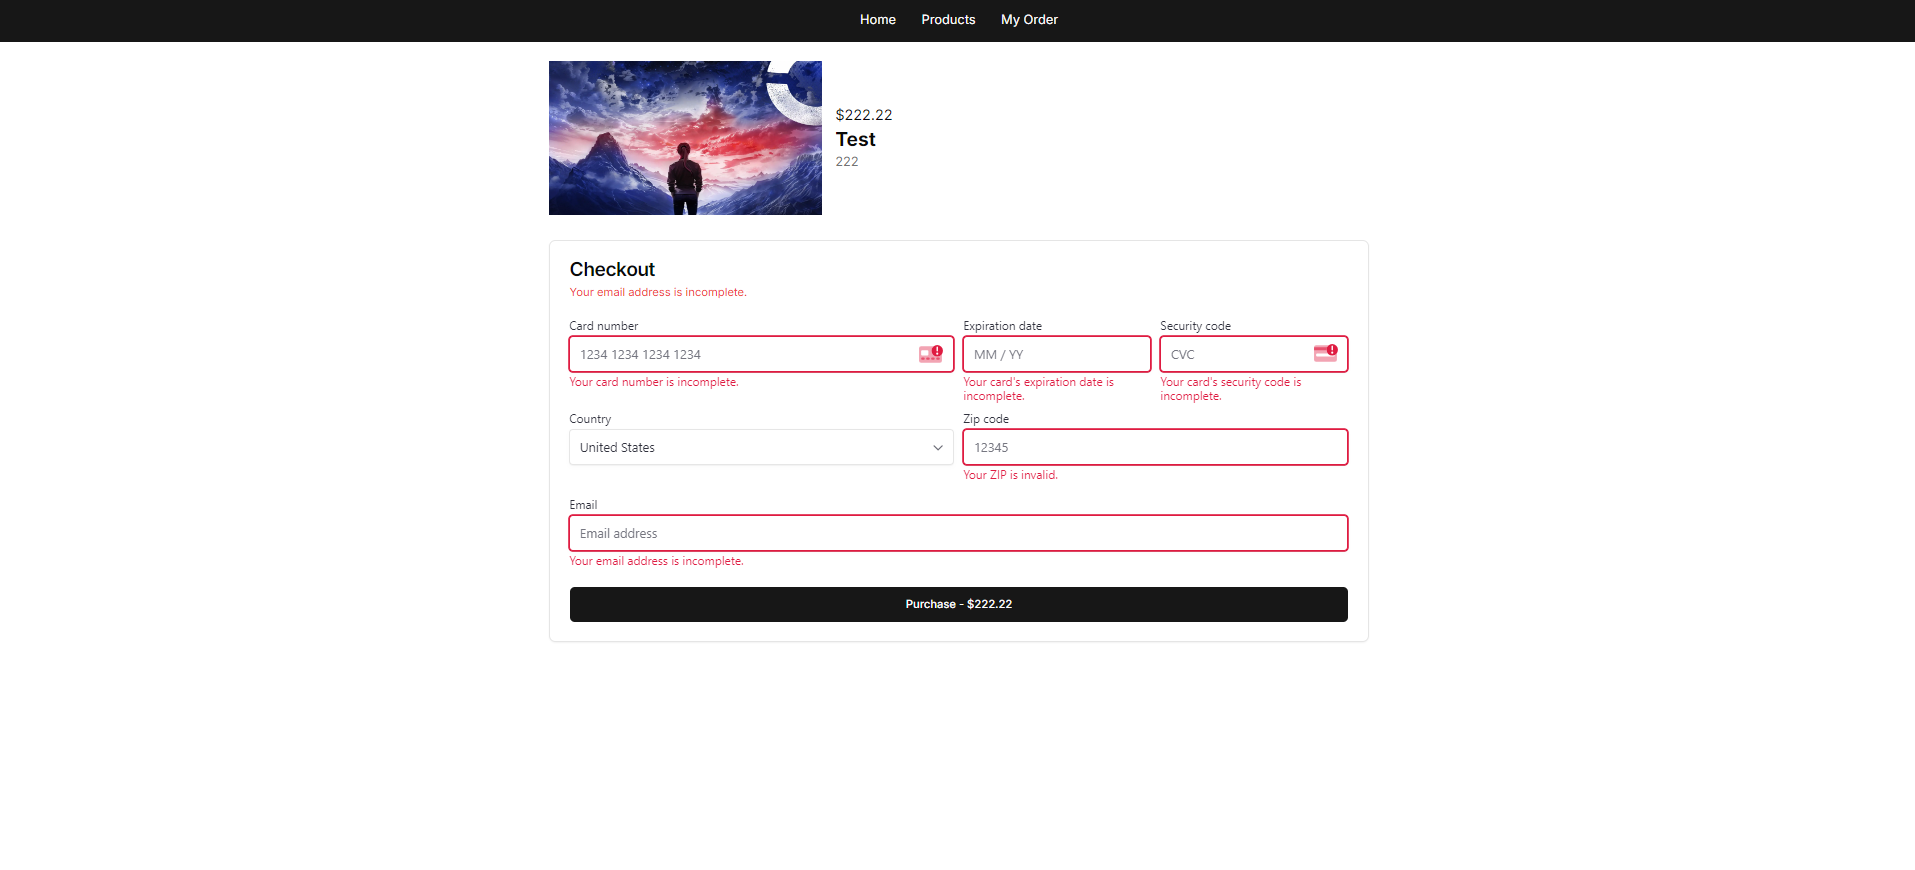 Home Products My Order
$222.22
Test
222
Checkout
Your email address is incomplete.
Card number Expiration date Security code
1234 1234 1234 1234 MM / YY CVC
Your card number is incomplete. Your card's expiration date is incomplete. Your card's security code is incomplete.
Country Zip code
United States 12345
Your ZIP is invalid.
Email
Email address
Your email address is incomplete.
Purchase - $222.22